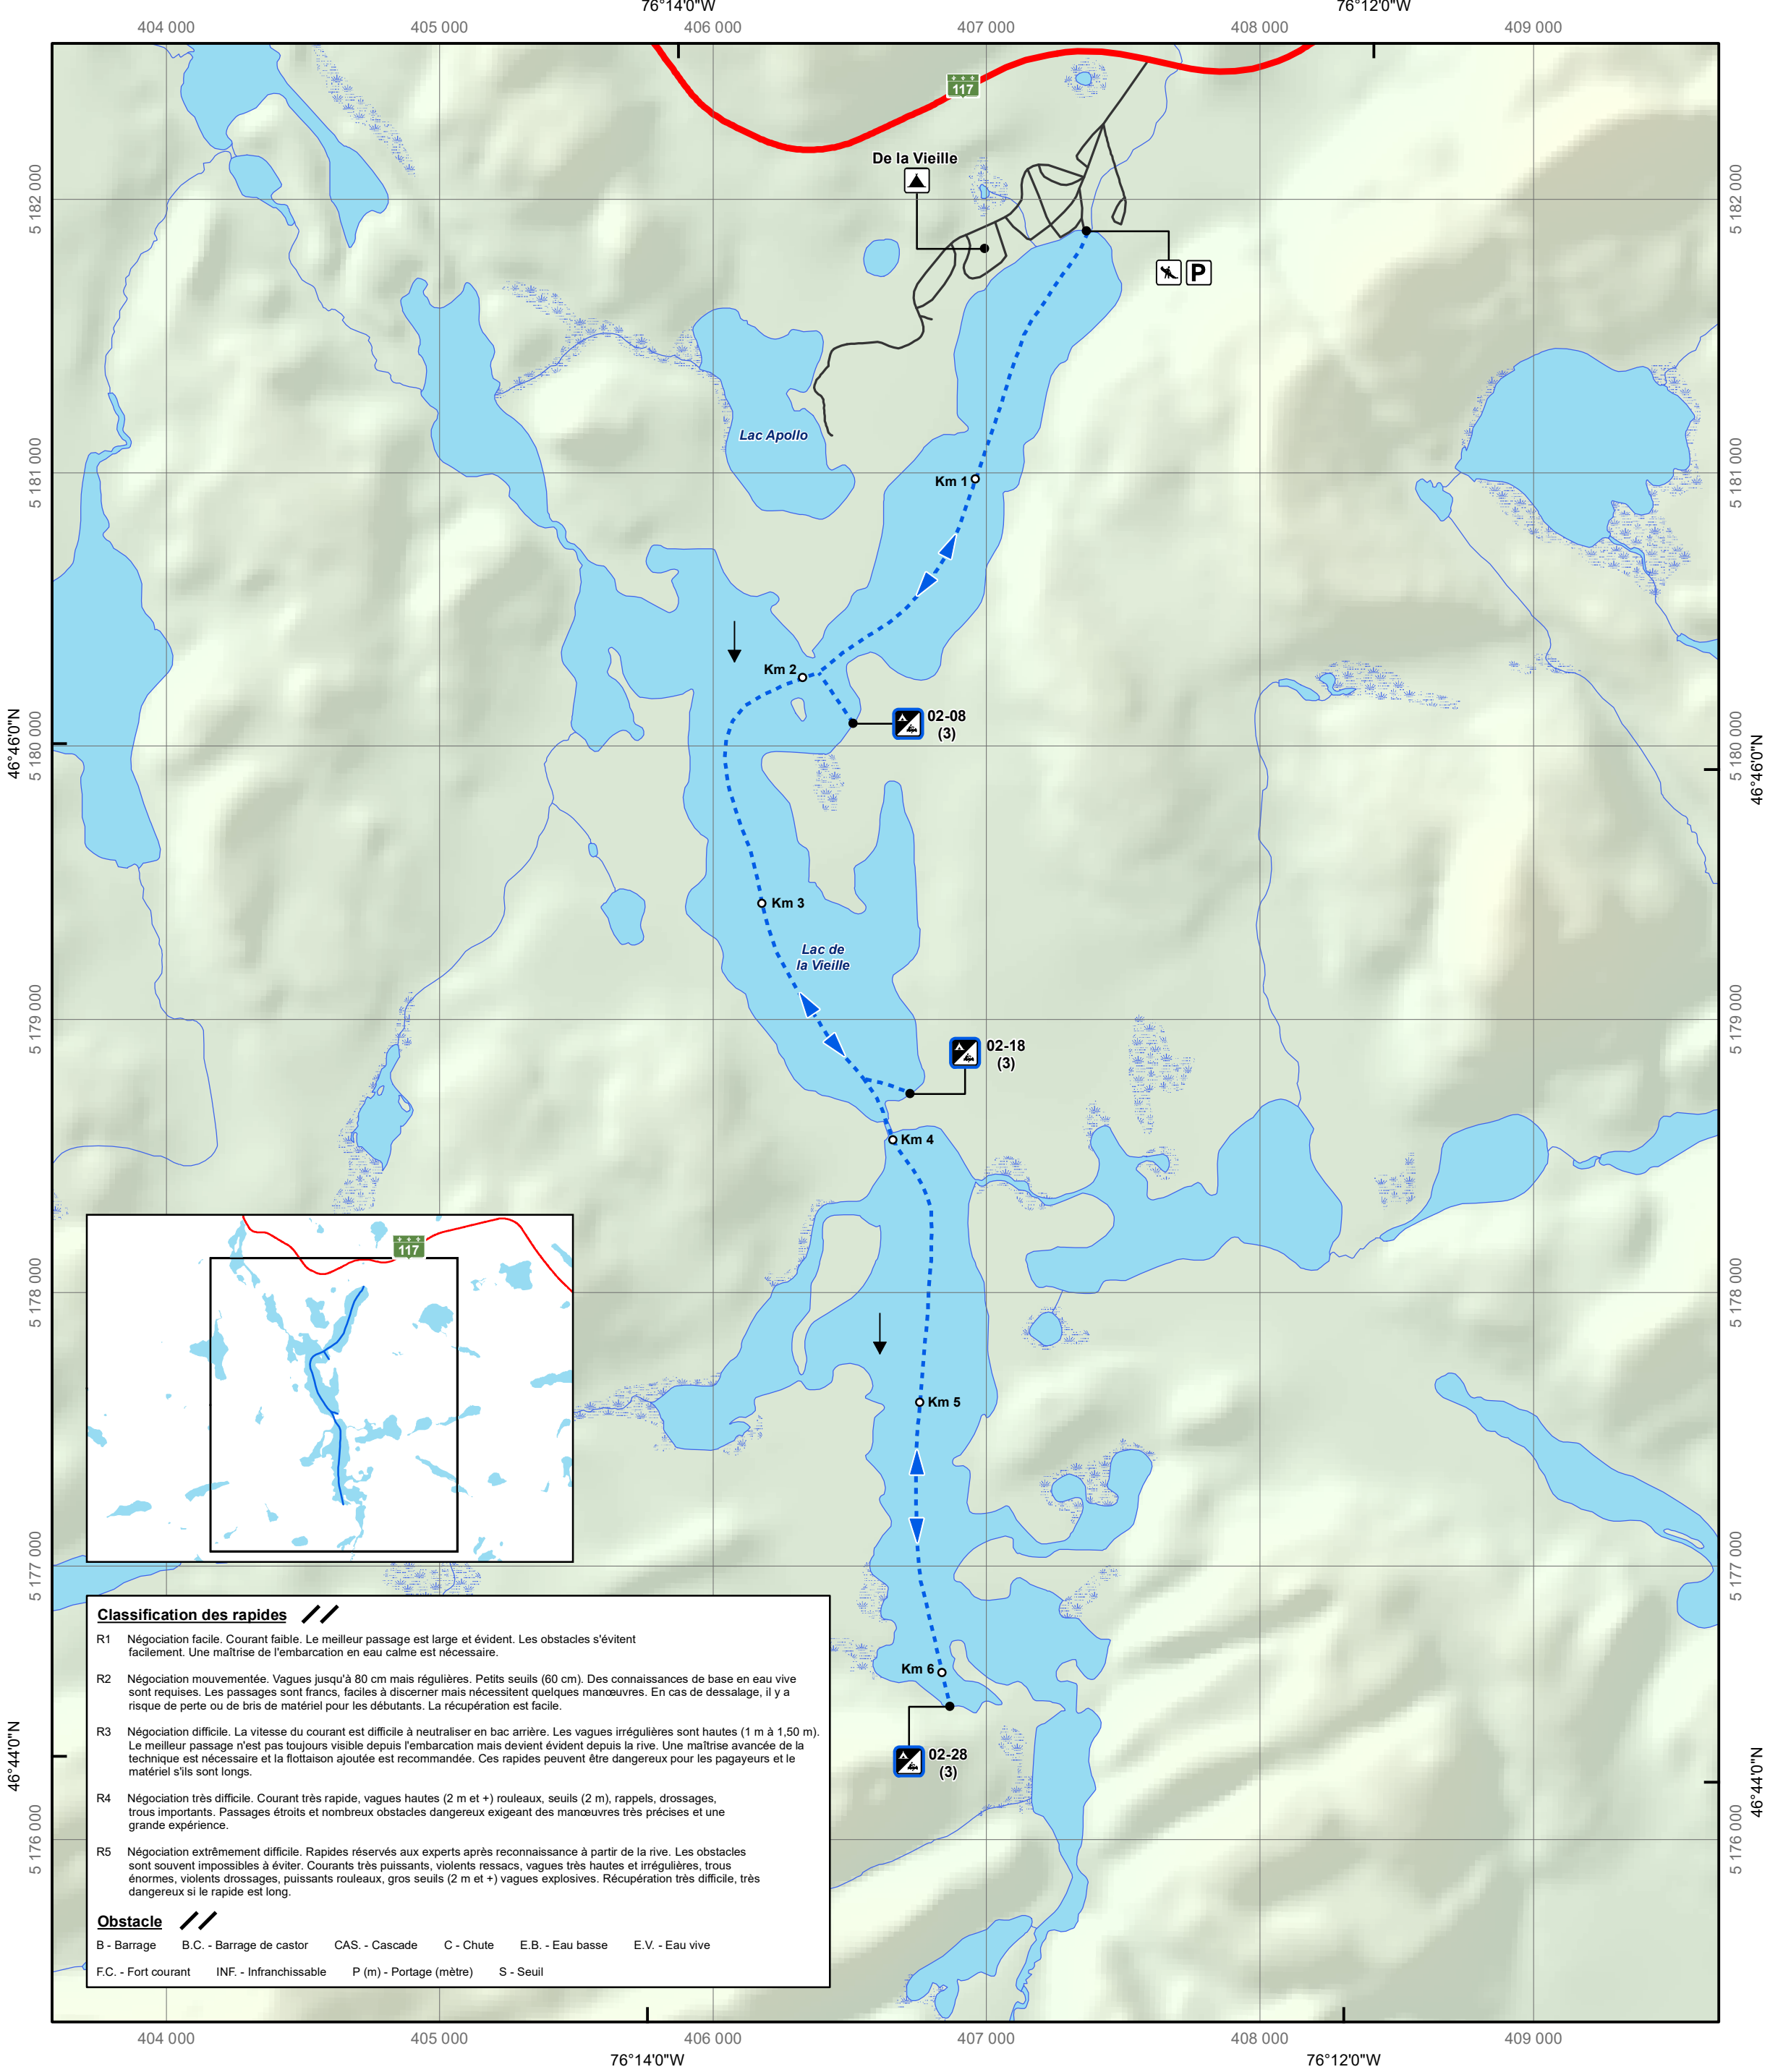 76°14'0"W
76°12'0"W
404 000
405 000
406 000
407 000
408 000
409 000
117
De la Vieille
P
5 182 000
5 182 000
Lac Apollo
5 181 000
5 181 000
Km 1
Km 2
02-08
(3)
46°46'0"N
5 180 000
5 180 000
46°46'0"N
Km 3
Lac de
la Vieille
5 179 000
5 179 000
02-18
(3)
Km 4
117
5 178 000
5 178 000
Km 5
5 177 000
5 177 000
Km 6
02-28
(3)
46°44'0"N
46°44'0"N
5 176 000
5 176 000
Classification des rapides
R1 Négociation facile. Courant faible. Le meilleur passage est large et évident. Les obstacles s'évitent
facilement. Une maîtrise de l'embarcation en eau calme est nécessaire.
R2 Négociation mouvementée. Vagues jusqu'à 80 cm mais régulières. Petits seuils (60 cm). Des connaissances de base en eau vive
sont requises. Les passages sont francs, faciles à discerner mais nécessitent quelques manœuvres. En cas de dessalage, il y a
risque de perte ou de bris de matériel pour les débutants. La récupération est facile.
R3 Négociation difficile. La vitesse du courant est difficile à neutraliser en bac arrière. Les vagues irrégulières sont hautes (1 m à 1,50 m).
Le meilleur passage n'est pas toujours visible depuis l'embarcation mais devient évident depuis la rive. Une maîtrise avancée de la
technique est nécessaire et la flottaison ajoutée est recommandée. Ces rapides peuvent être dangereux pour les pagayeurs et le
matériel s'ils sont longs.
R4 Négociation très difficile. Courant très rapide, vagues hautes (2 m et +) rouleaux, seuils (2 m), rappels, drossages,
trous importants. Passages étroits et nombreux obstacles dangereux exigeant des manœuvres très précises et une
grande expérience.
R5 Négociation extrêmement difficile. Rapides réservés aux experts après reconnaissance à partir de la rive. Les obstacles
sont souvent impossibles à éviter. Courants très puissants, violents ressacs, vagues très hautes et irrégulières, trous
énormes, violents drossages, puissants rouleaux, gros seuils (2 m et +) vagues explosives. Récupération très difficile, très
dangereux si le rapide est long.
Obstacle
B - Barrage B.C. - Barrage de castor CAS. - Cascade C - Chute E.B. - Eau basse E.V. - Eau vive
F.C. - Fort courant INF. - Infranchissable P (m) - Portage (mètre) S - Seuil
404 000
405 000
406 000
407 000
408 000
409 000
76°14'0"W
76°12'0"W